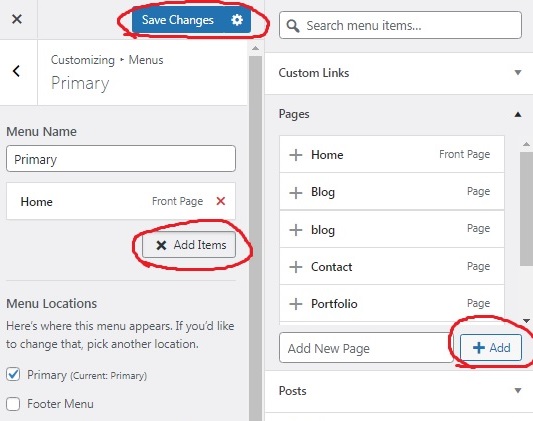 Save Changes
Customizing ▸ Menus
Primary
Menu Name
Primary
Home Front Page
Add Items
Menu Locations
Here's where this menu appears. If you'd like
to change that, pick another location.
Primary (Current: Primary)
Footer Menu
Search menu items...
Custom Links
Pages
Home Front Page
Blog Page
blog Page
Contact Page
Portfolio Page
Add New Page
Add
Posts